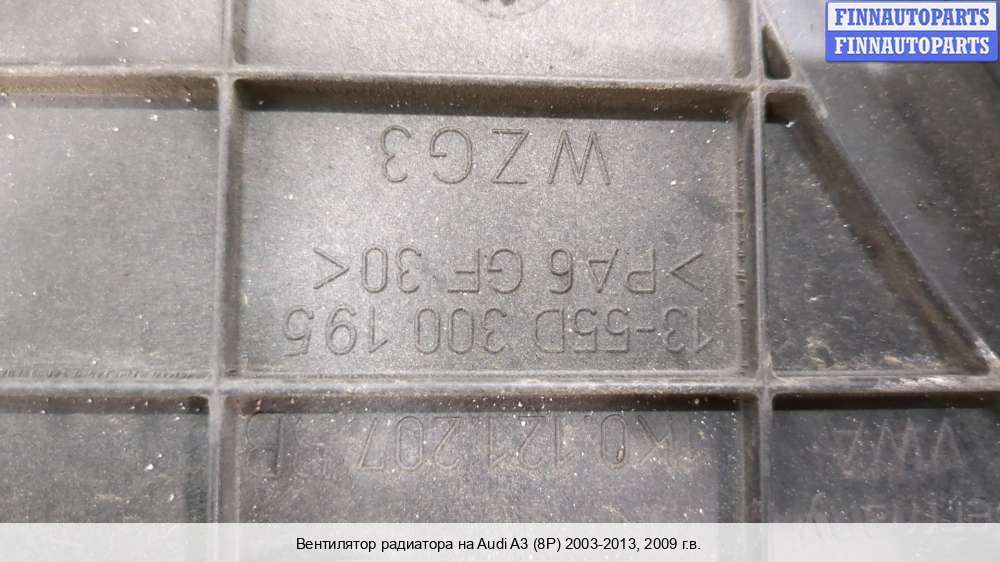 FINNAUTOPARTS
FINNAUTOPARTS
1K0.121.207 B
13-55D 300 195
>PA6 GF 30<
WZG3
Вентилятор радиатора на Audi A3 (8P) 2003-2013, 2009 г.в.